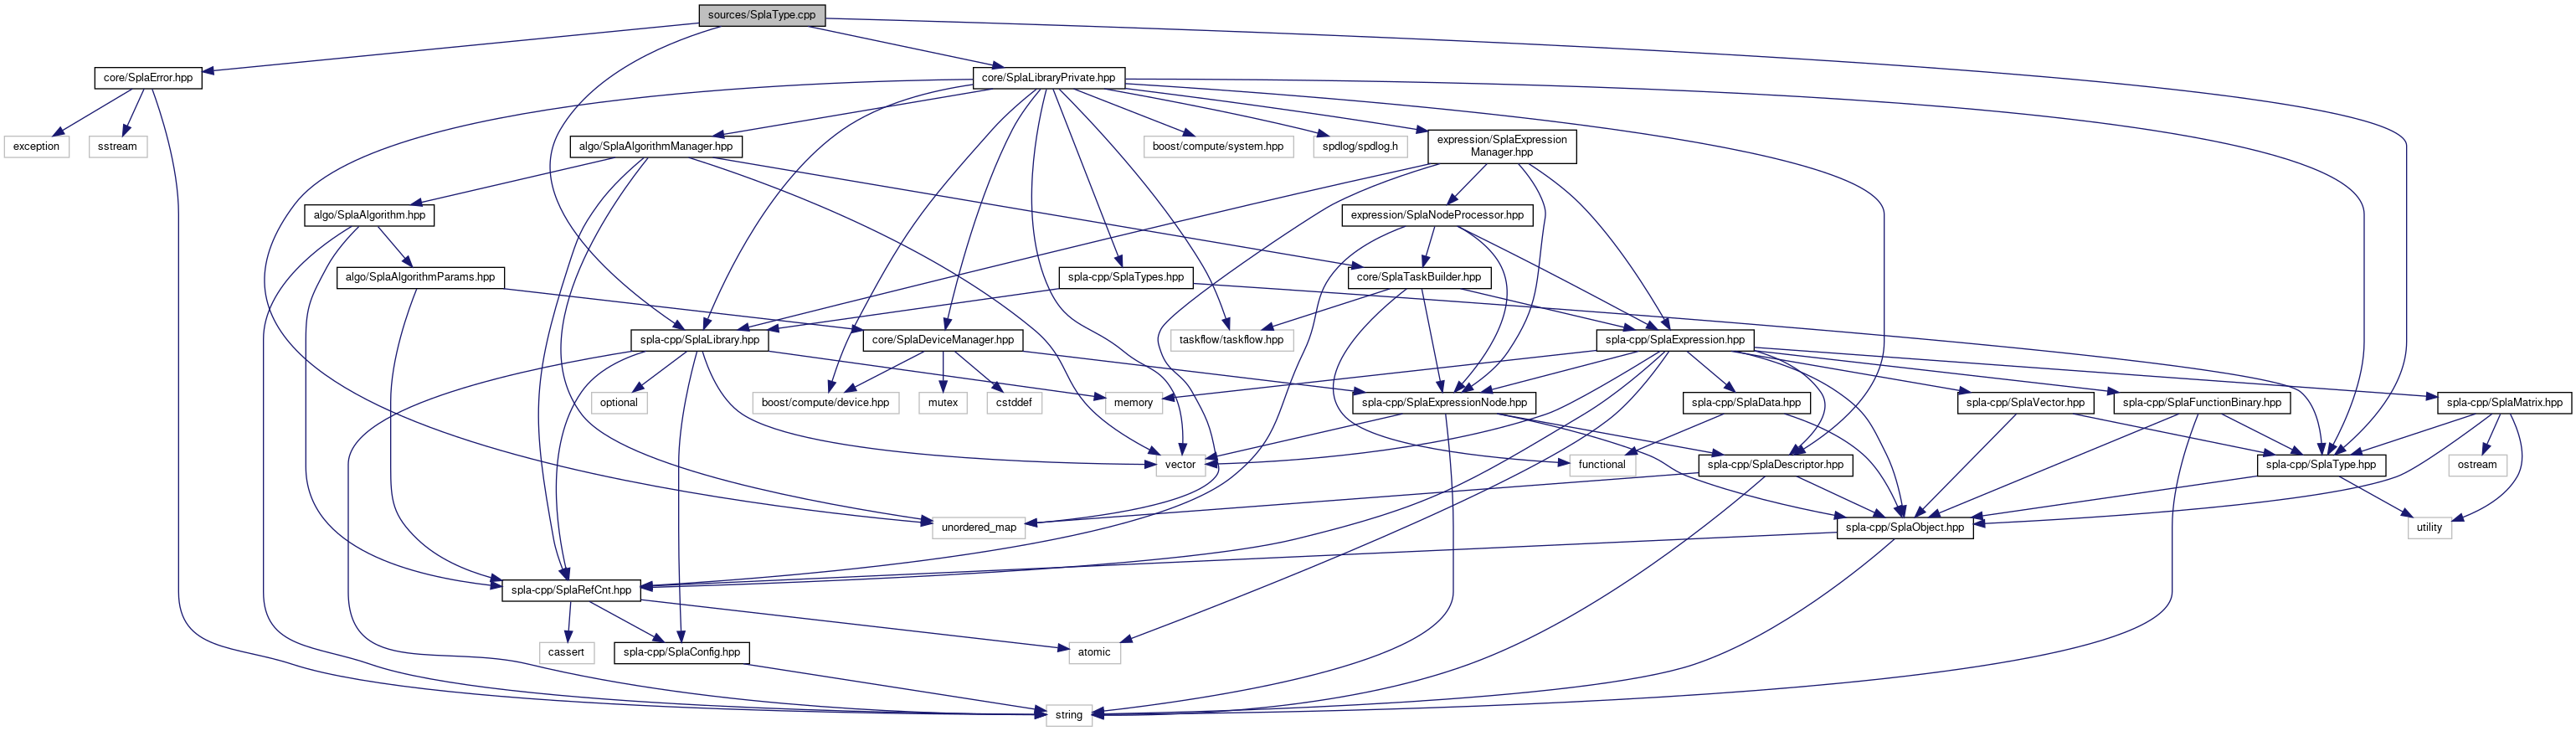 sources/SplaType.cpp
core/SplaError.hpp
core/SplaLibraryPrivate.hpp
exception
sstream
algo/SplaAlgorithmManager.hpp
boost/compute/system.hpp
spdlog/spdlog.h
expression/SplaExpression
Manager.hpp
algo/SplaAlgorithm.hpp
expression/SplaNodeProcessor.hpp
algo/SplaAlgorithmParams.hpp
spla-cpp/SplaTypes.hpp
core/SplaTaskBuilder.hpp
spla-cpp/SplaLibrary.hpp
core/SplaDeviceManager.hpp
taskflow/taskflow.hpp
spla-cpp/SplaExpression.hpp
optional
boost/compute/device.hpp
mutex
cstddef
memory
spla-cpp/SplaExpressionNode.hpp
spla-cpp/SplaData.hpp
spla-cpp/SplaVector.hpp
spla-cpp/SplaFunctionBinary.hpp
spla-cpp/SplaMatrix.hpp
vector
functional
spla-cpp/SplaDescriptor.hpp
spla-cpp/SplaType.hpp
ostream
unordered_map
spla-cpp/SplaObject.hpp
utility
spla-cpp/SplaRefCnt.hpp
cassert
spla-cpp/SplaConfig.hpp
atomic
string